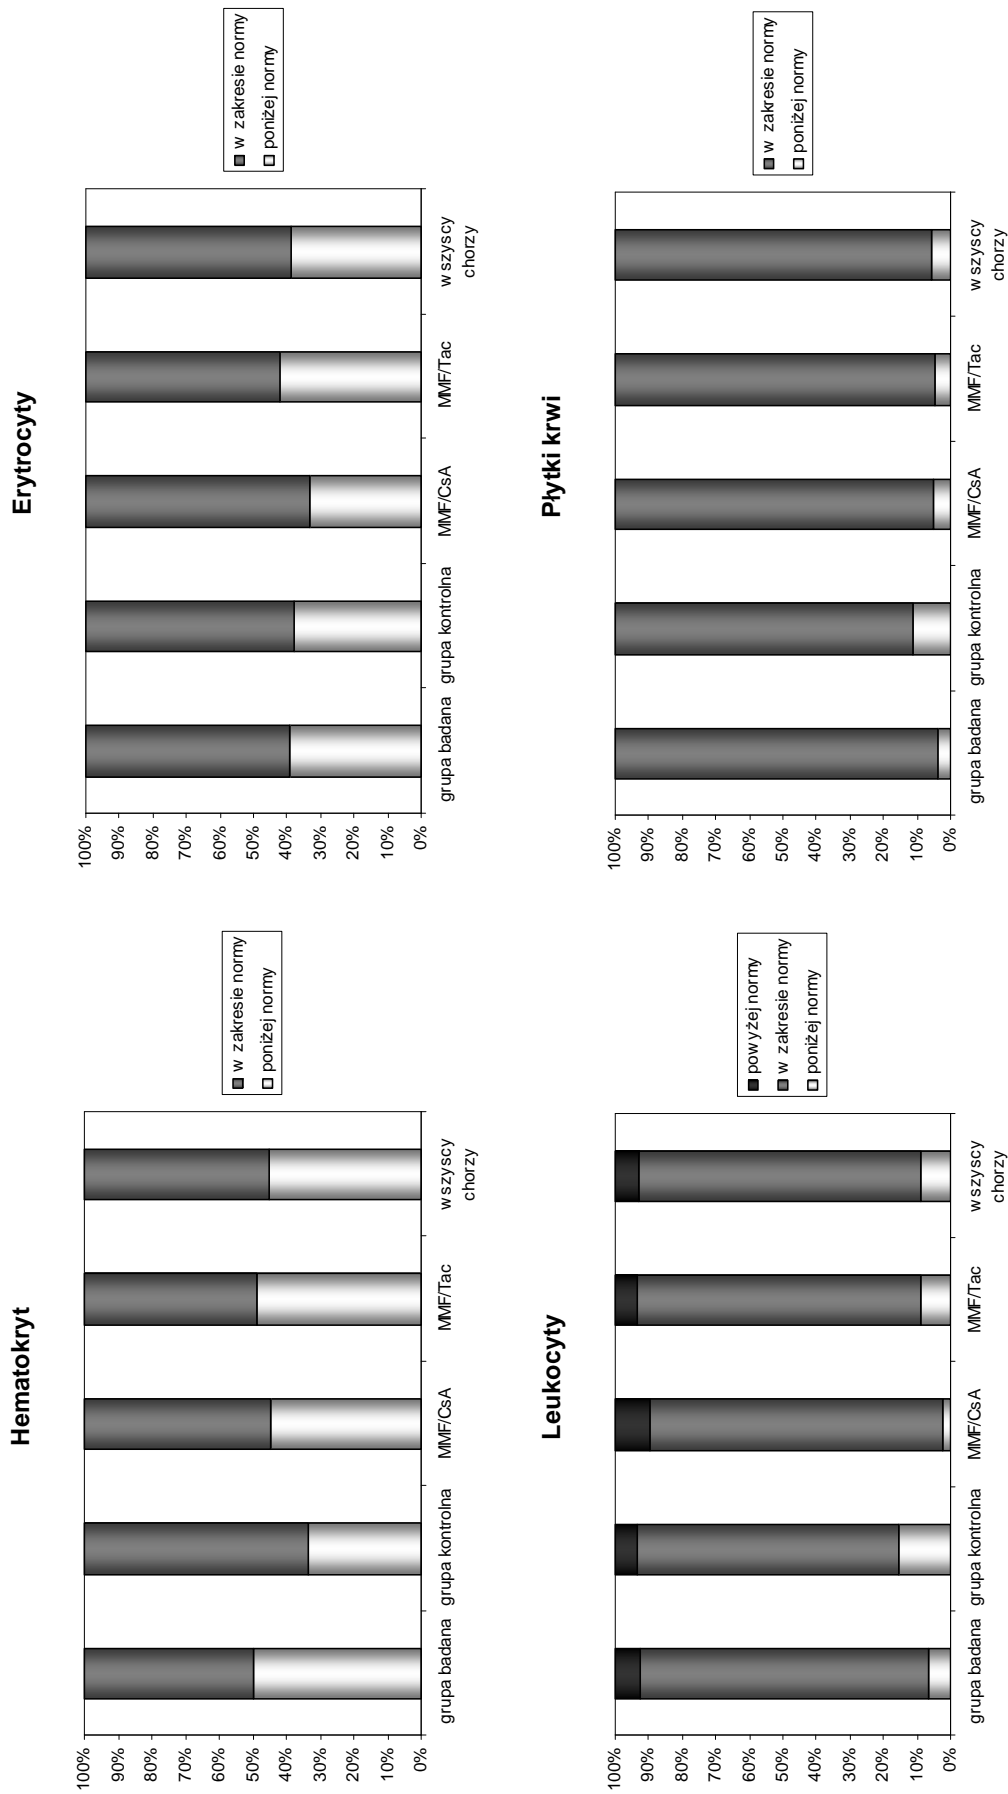 Hematokryt
100%
90%
80%
70%
60%
50%
40%
30%
20%
10%
0%
grupa badana grupa kontrolna MMF/CsA MMF/Tac wszyscy
chorzy
w zakresie normy
poniżej normy
Erytrocyty
100%
90%
80%
70%
60%
50%
40%
30%
20%
10%
0%
grupa badana grupa kontrolna MMF/CsA MMF/Tac wszyscy
chorzy
w zakresie normy
poniżej normy
Leukocyty
100%
90%
80%
70%
60%
50%
40%
30%
20%
10%
0%
grupa badana grupa kontrolna MMF/CsA MMF/Tac wszyscy
chorzy
powyżej normy
w zakresie normy
poniżej normy
Płytki krwi
100%
90%
80%
70%
60%
50%
40%
30%
20%
10%
0%
grupa badana grupa kontrolna MMF/CsA MMF/Tac wszyscy
chorzy
w zakresie normy
poniżej normy